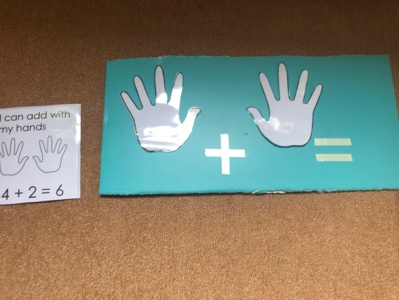 I can add with
my hands
4 + 2 = 6
+ =